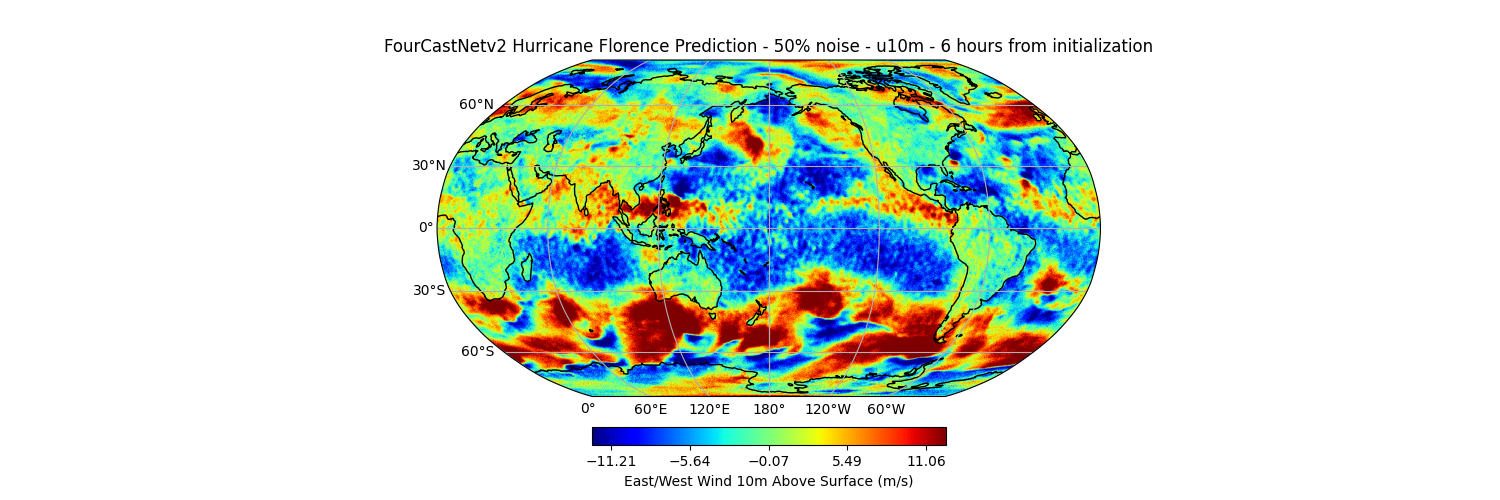 FourCastNetv2 Hurricane Florence Prediction - 50% noise - u10m - 6 hours from initialization
60°N
30°N
0°
30°S
60°S
0° 60°E 120°E 180° 120°W 60°W
−11.21 −5.64 −0.07 5.49 11.06
East/West Wind 10m Above Surface (m/s)